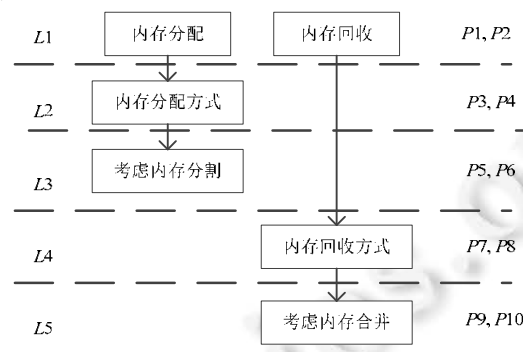 L1 内存分配 内存回收 P1, P2
L2 内存分配方式 P3, P4
L3 考虑内存分割 P5, P6
L4 内存回收方式 P7, P8
L5 考虑内存合并 P9, P10